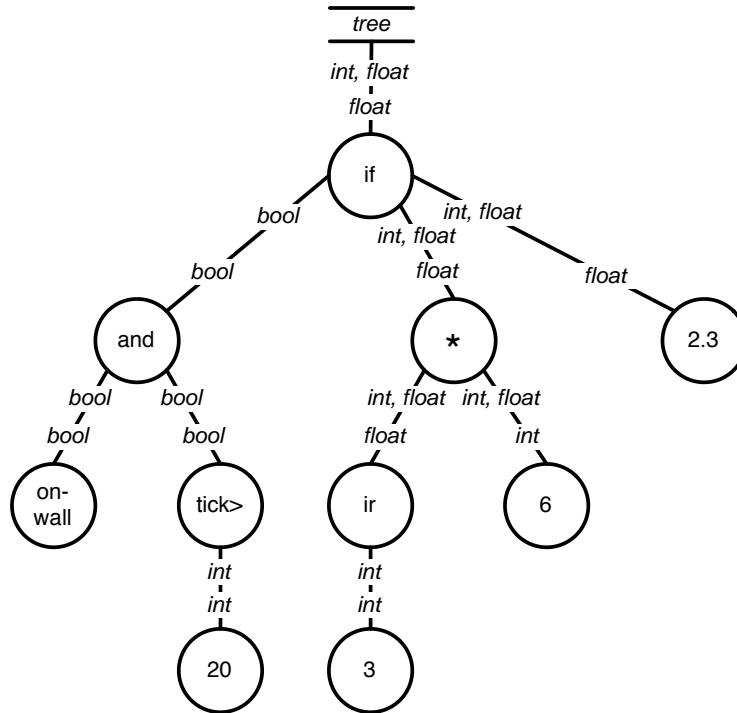 tree
int, float
float
if
bool
int, float
int, float
bool
float
float
and
*
2.3
bool
bool
int, float
int, float
bool
bool
float
int
on-
wall
tick>
ir
6
int
int
int
int
20
3